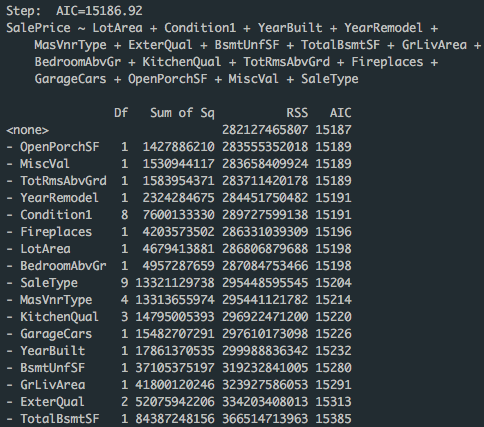 Step:  AIC=15186.92
SalePrice ~ LotArea + Condition1 + YearBuilt + YearRemodel +
    MasVnrType + ExterQual + BsmtUnfSF + TotalBsmtSF + GrLivArea +
    BedroomAbvGr + KitchenQual + TotRmsAbvGrd + Fireplaces +
    GarageCars + OpenPorchSF + MiscVal + SaleType
               Df   Sum of Sq          RSS   AIC
<none>                        282127465807 15187
- OpenPorchSF   1  1427886210 283555352018 15189
- MiscVal       1  1530944117 283658409924 15189
- TotRmsAbvGrd  1  1583954371 283711420178 15189
- YearRemodel   1  2324284675 284451750482 15191
- Condition1    8  7600133330 289727599138 15191
- Fireplaces    1  4203573502 286331039309 15196
- LotArea       1  4679413881 286806879688 15198
- BedroomAbvGr  1  4957287659 287084753466 15198
- SaleType      9 13321129738 295448595545 15204
- MasVnrType    4 13313655974 295441121782 15214
- KitchenQual   3 14795005393 296922471200 15220
- GarageCars    1 15482707291 297610173098 15226
- YearBuilt     1 17861370535 299988836342 15232
- BsmtUnfSF     1 37105375197 319232841005 15280
- GrLivArea     1 41800120246 323927586053 15291
- ExterQual     2 52075942206 334203408013 15313
- TotalBsmtSF   1 84387248156 366514713963 15385